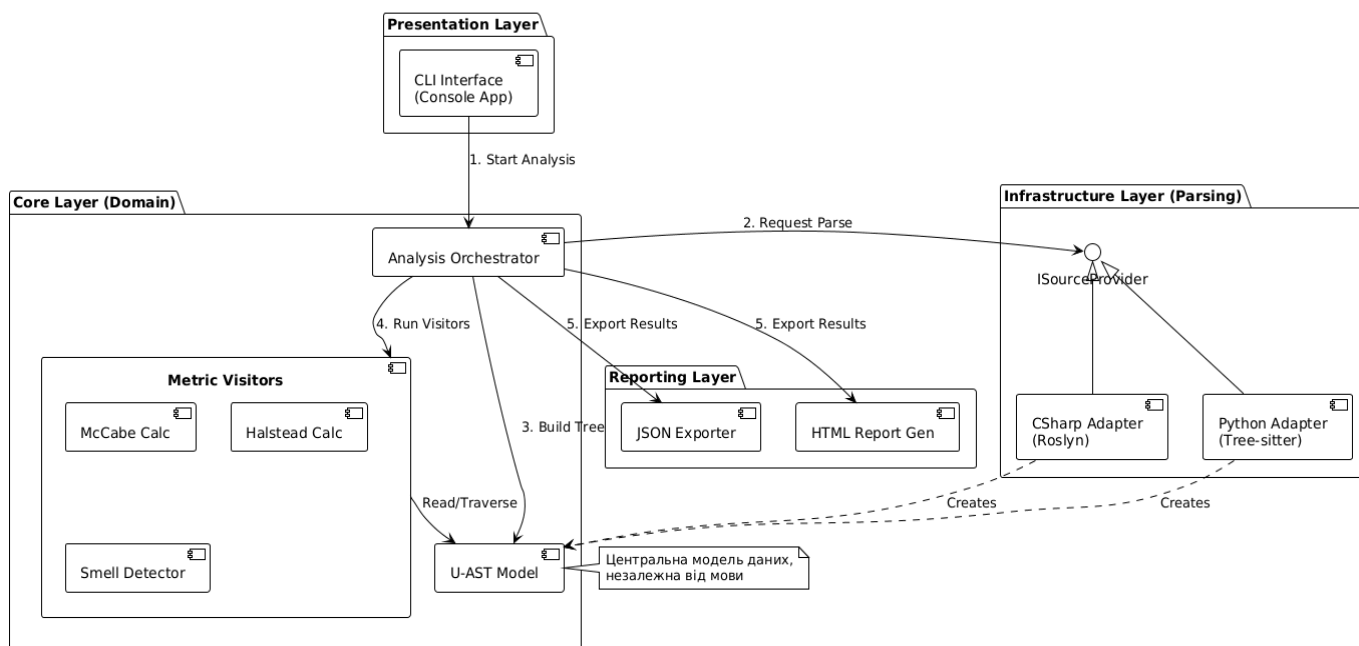 Presentation Layer
CLI Interface
(Console App)
1. Start Analysis
Core Layer (Domain)
Infrastructure Layer (Parsing)
2. Request Parse
Analysis Orchestrator
ISourceProvider
4. Run Visitors
5. Export Results
5. Export Results
Metric Visitors
Reporting Layer
McCabe Calc
Halstead Calc
3. Build Tree
JSON Exporter
HTML Report Gen
CSharp Adapter
(Roslyn)
Python Adapter
(Tree-sitter)
Read/Traverse
Creates
Creates
Smell Detector
U-AST Model
Центральна модель даних,
незалежна від мови